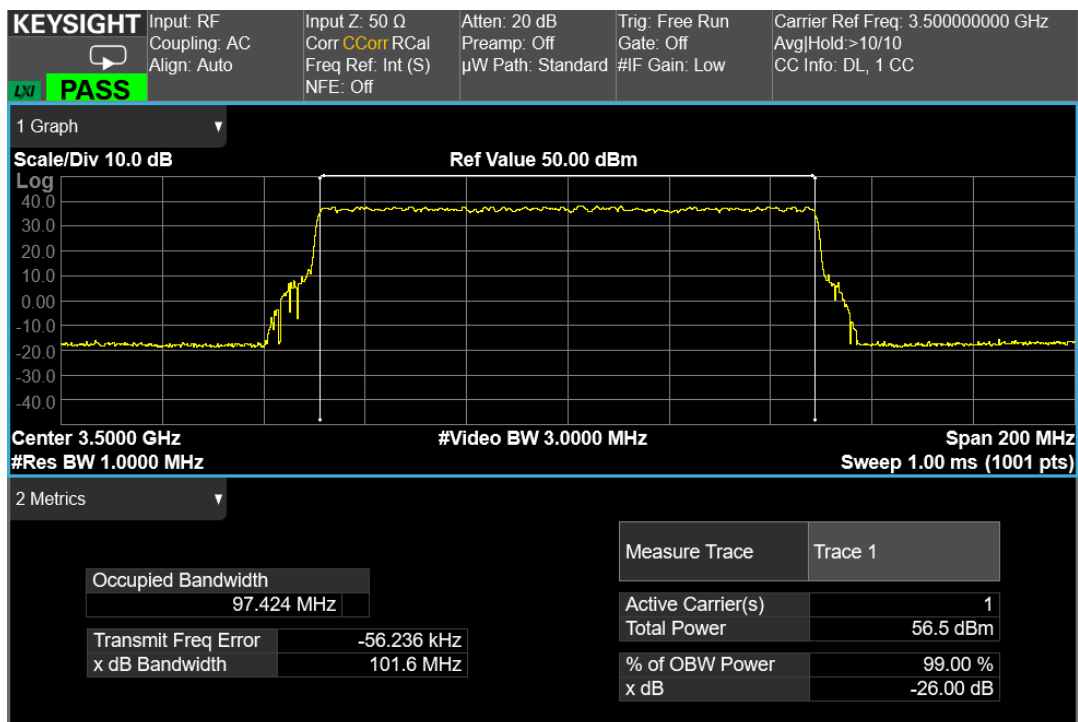 KEYSIGHT
Input: RF
Coupling: AC
Align: Auto
Input Z: 50 Ω
Corr CCorr RCal
Freq Ref: Int (S)
NFE: Off
Atten: 20 dB
Preamp: Off
µW Path: Standard
Trig: Free Run
Gate: Off
#IF Gain: Low
Carrier Ref Freq: 3.500000000 GHz
Avg|Hold:>10/10
CC Info: DL, 1 CC
LXI
PASS
1 Graph
Scale/Div 10.0 dB
Ref Value 50.00 dBm
Log
40.0
30.0
20.0
10.0
0.00
-10.0
-20.0
-30.0
-40.0
Center 3.5000 GHz
#Video BW 3.0000 MHz
Span 200 MHz
#Res BW 1.0000 MHz
Sweep 1.00 ms (1001 pts)
2 Metrics
Measure Trace Trace 1
Occupied Bandwidth
97.424 MHz
Transmit Freq Error -56.236 kHz
x dB Bandwidth 101.6 MHz
Active Carrier(s) 1
Total Power 56.5 dBm
% of OBW Power 99.00 %
x dB -26.00 dB